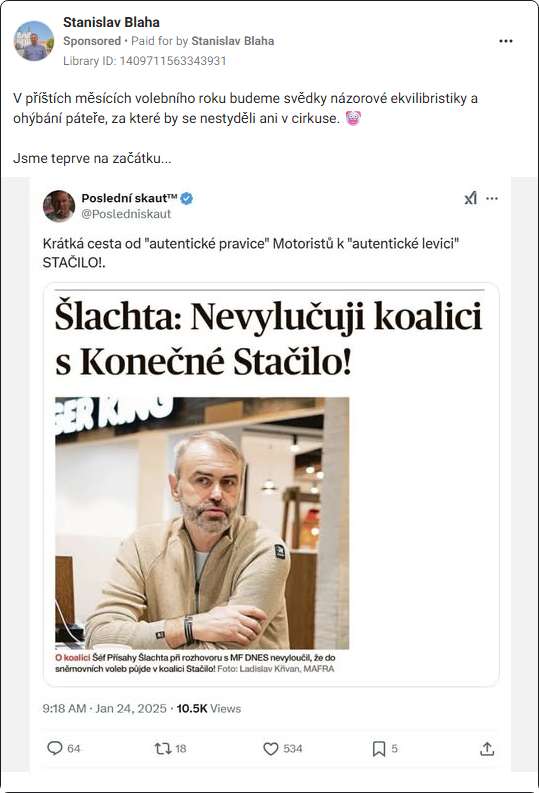 Stanislav Blaha
Sponsored • Paid for by Stanislav Blaha
Library ID: 1409711563343931
V příštích měsících volebního roku budeme svědky názorové ekvilibristiky a
ohýbání páteře, za které by se nestyděli ani v cirkuse. 🤡
Jsme teprve na začátku...
Poslední skaut™
@Posledniskaut
Krátká cesta od "autentické pravice" Motoristů k "autentické levici"
STAČILO!.
Šlachta: Nevylučuji koalici
s Konečné Stačilo!
GER KING
O koalici Šéf Přísahy Šlachta při rozhovoru s MF DNES nevyloučil, že do
sněmovních voleb půjde v koalici Stačilo! Foto: Ladislav Křivan, MAFRA
9:18 AM · Jan 24, 2025 · 10.5K Views
64 18 534 5